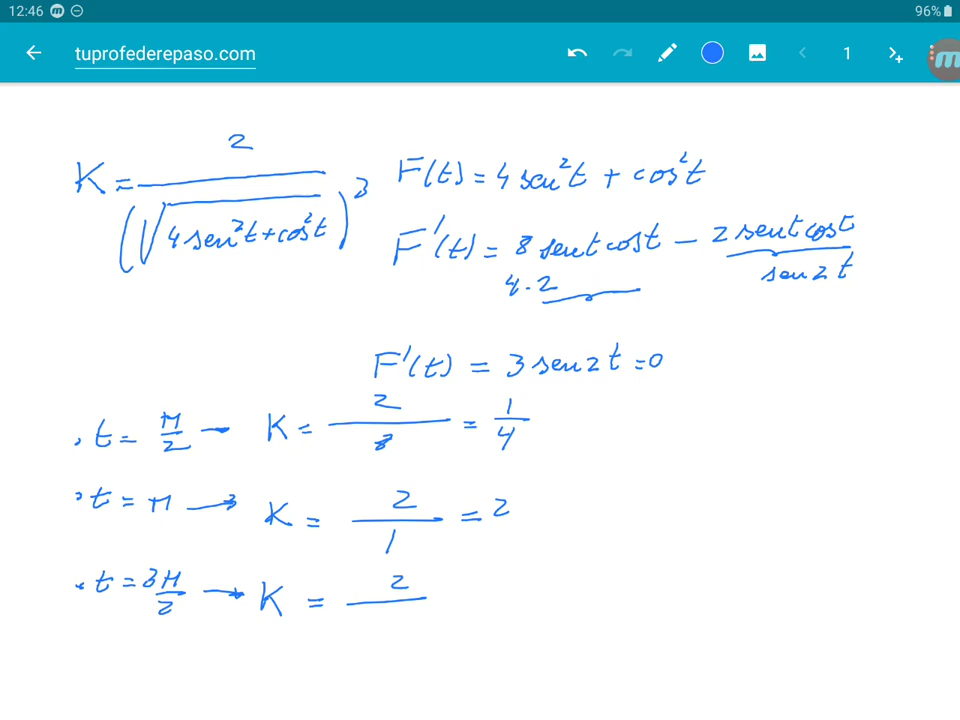 12:46 96%
tuprofederepaso.com 1
K = 2 / (√(4 sen²t + cos²t))³
F(t) = 4 sen²t + cos²t
F'(t) = 8 sent cost - 2 sent cost
4.2 sen 2t
F'(t) = 3 sen 2t = 0
t = π/2 → K = 2/8 = 1/4
t = π → K = 2/1 = 2
t = 3π/2 → K = 2/